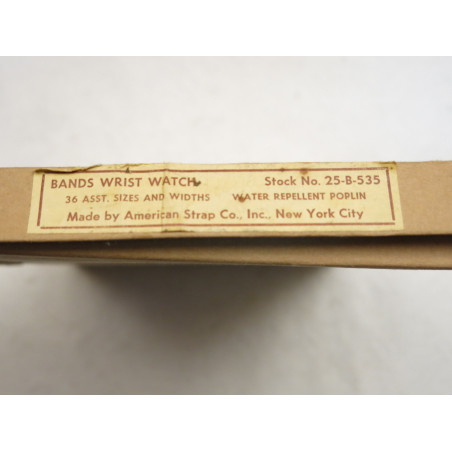 BANDS WRIST WATCH Stock No. 25-B-535
36 ASST. SIZES AND WIDTHS WATER REPELLENT POPLIN
Made by American Strap Co., Inc., New York City